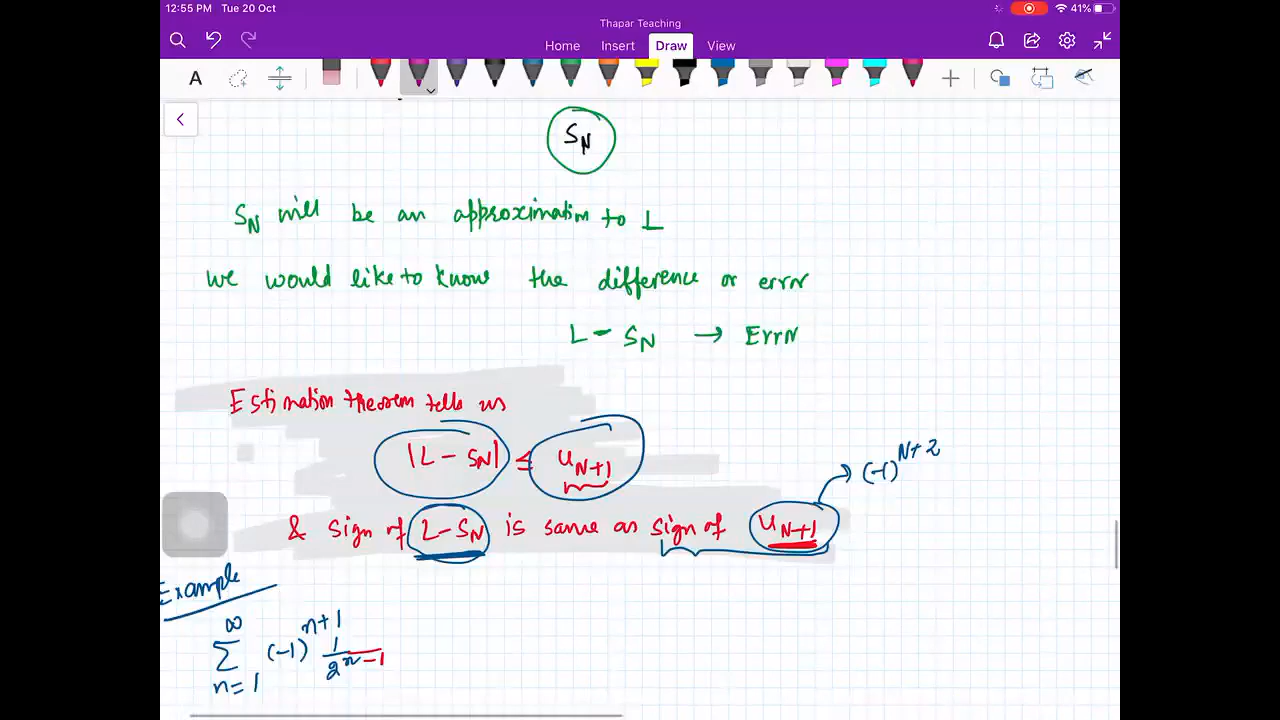 12:55 PM Tue 20 Oct
41%
Thapar Teaching
Home Insert Draw View
A
S_N
S_N will be an approximation to L
we would like to know the difference or error
L - S_N → Error
Estimation theorem tells us
|L - S_N| ≤ u_{N+1}
(-1)^{N+2}
& sign of L - S_N is same as sign of u_{N+1}
Example
∑_{n=1}^{∞} (-1)^{n+1} 1/2^{n-1}